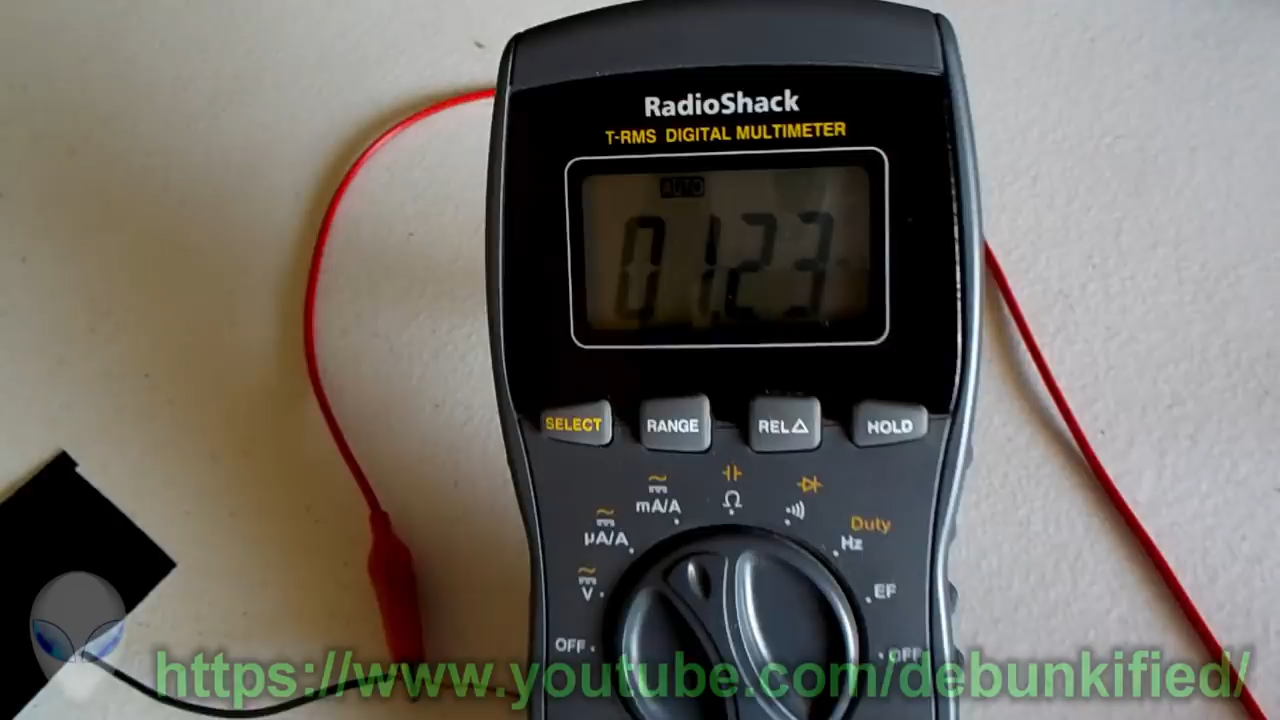 RadioShack
T-RMS DIGITAL MULTIMETER
AUTO
01.23
SELECT RANGE REL△ HOLD
mA/A Ω
µA/A Duty
Hz
V EF
OFF OFF
https://www.youtube.com/debunkified/